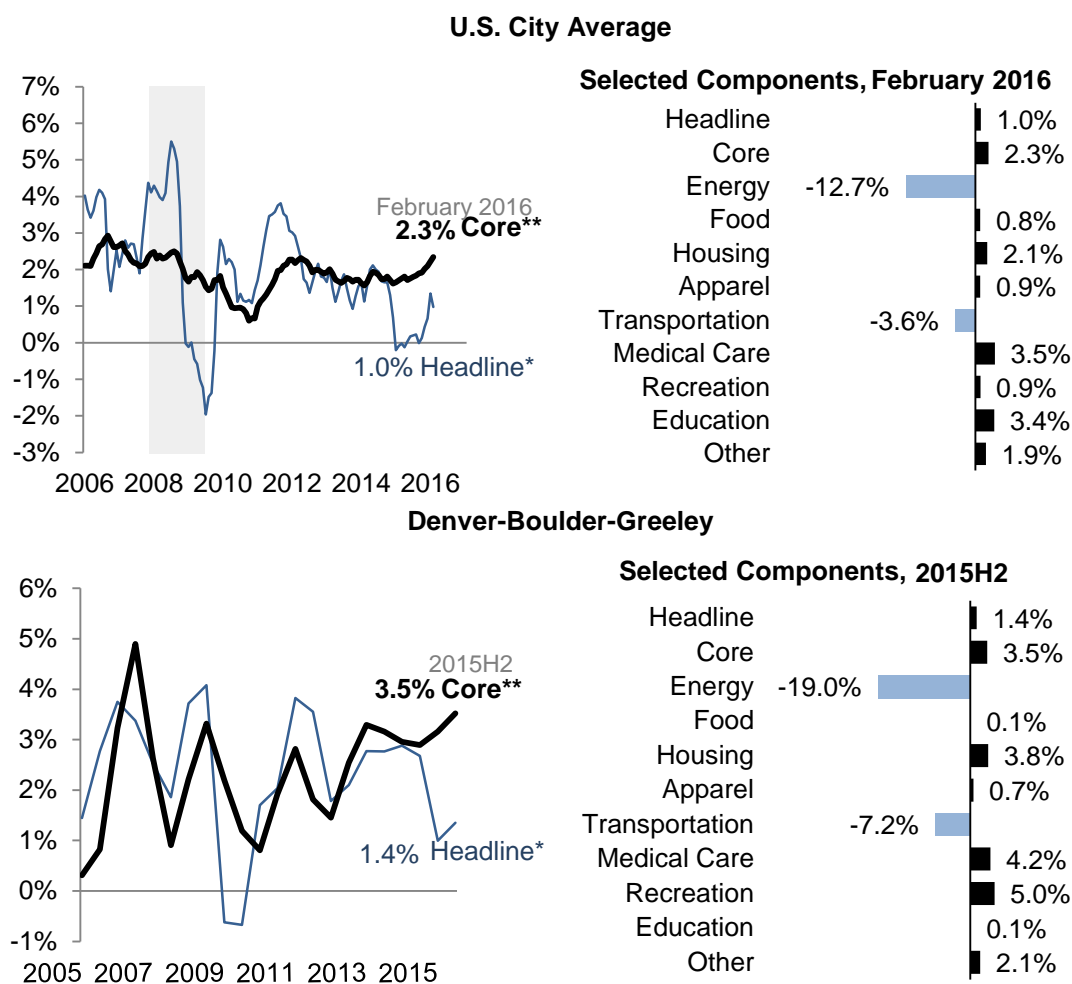 U.S. City Average
7%
6%
5%
4%
3%
2%
1%
0%
-1%
-2%
-3%
2006 2008 2010 2012 2014 2016
February 2016
2.3% Core**
1.0% Headline*
Selected Components, February 2016
Headline 1.0%
Core 2.3%
Energy -12.7%
Food 0.8%
Housing 2.1%
Apparel 0.9%
Transportation -3.6%
Medical Care 3.5%
Recreation 0.9%
Education 3.4%
Other 1.9%
Denver-Boulder-Greeley
6%
5%
4%
3%
2%
1%
0%
-1%
2005 2007 2009 2011 2013 2015
2015H2
3.5% Core**
1.4% Headline*
Selected Components, 2015H2
Headline 1.4%
Core 3.5%
Energy -19.0%
Food 0.1%
Housing 3.8%
Apparel 0.7%
Transportation -7.2%
Medical Care 4.2%
Recreation 5.0%
Education 0.1%
Other 2.1%